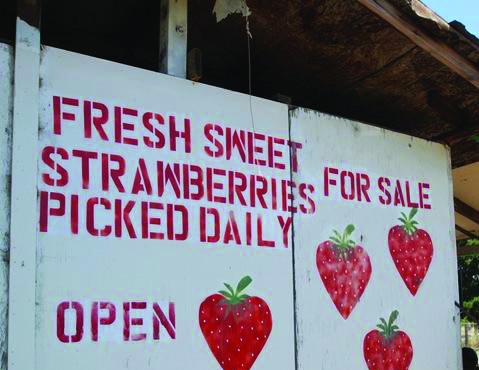 FRESH SWEET
STRAWBERRIES
PICKED DAILY
FOR SALE
OPEN